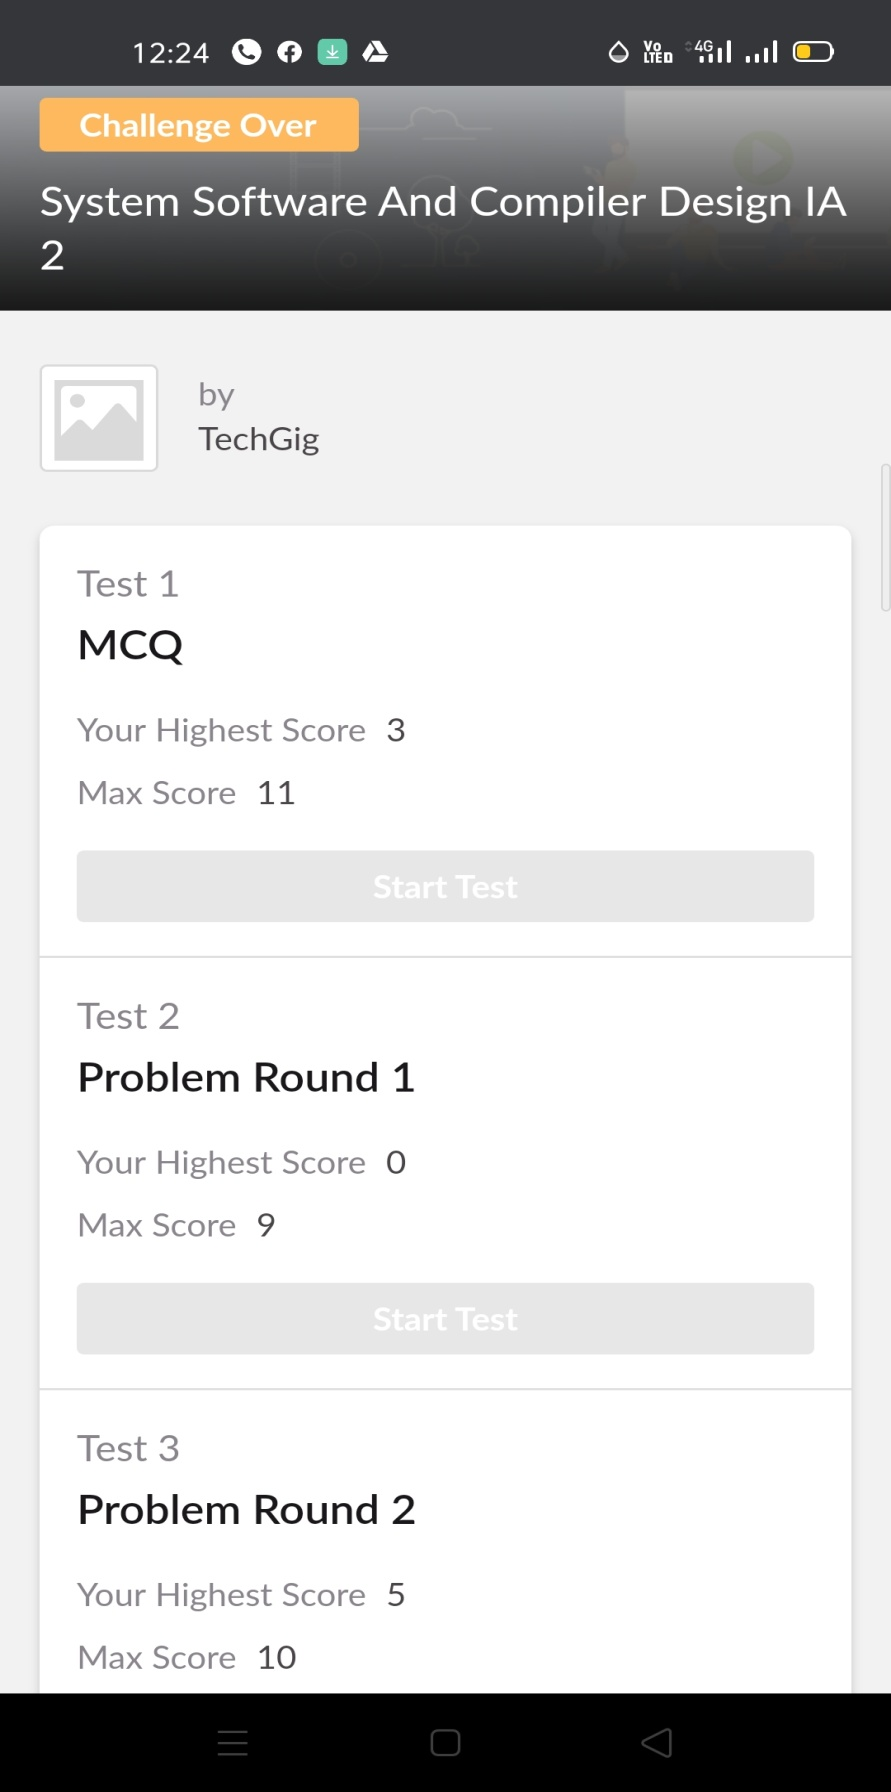 12:24 Vo LTED 4G
Challenge Over
System Software And Compiler Design IA
2
by
TechGig
Test 1
MCQ
Your Highest Score 3
Max Score 11
Start Test
Test 2
Problem Round 1
Your Highest Score 0
Max Score 9
Start Test
Test 3
Problem Round 2
Your Highest Score 5
Max Score 10